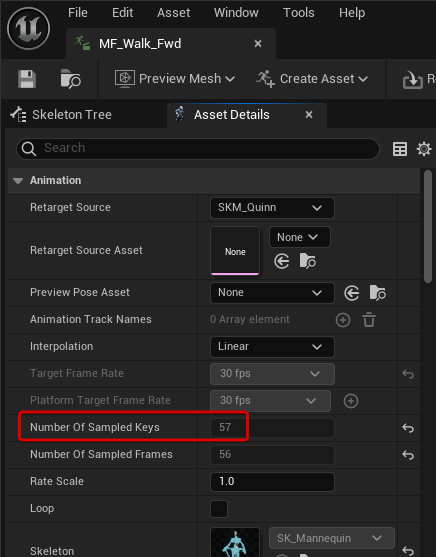 File Edit Asset Window Tools Help
MF_Walk_Fwd
Preview Mesh Create Asset R
Skeleton Tree Asset Details
Search
Animation
Retarget Source SKM_Quinn
Retarget Source Asset None None
Preview Pose Asset None
Animation Track Names 0 Array element
Interpolation Linear
Target Frame Rate 30 fps
Platform Target Frame Rate 30 fps
Number Of Sampled Keys 57
Number Of Sampled Frames 56
Rate Scale 1.0
Loop
Skeleton SK_Mannequin